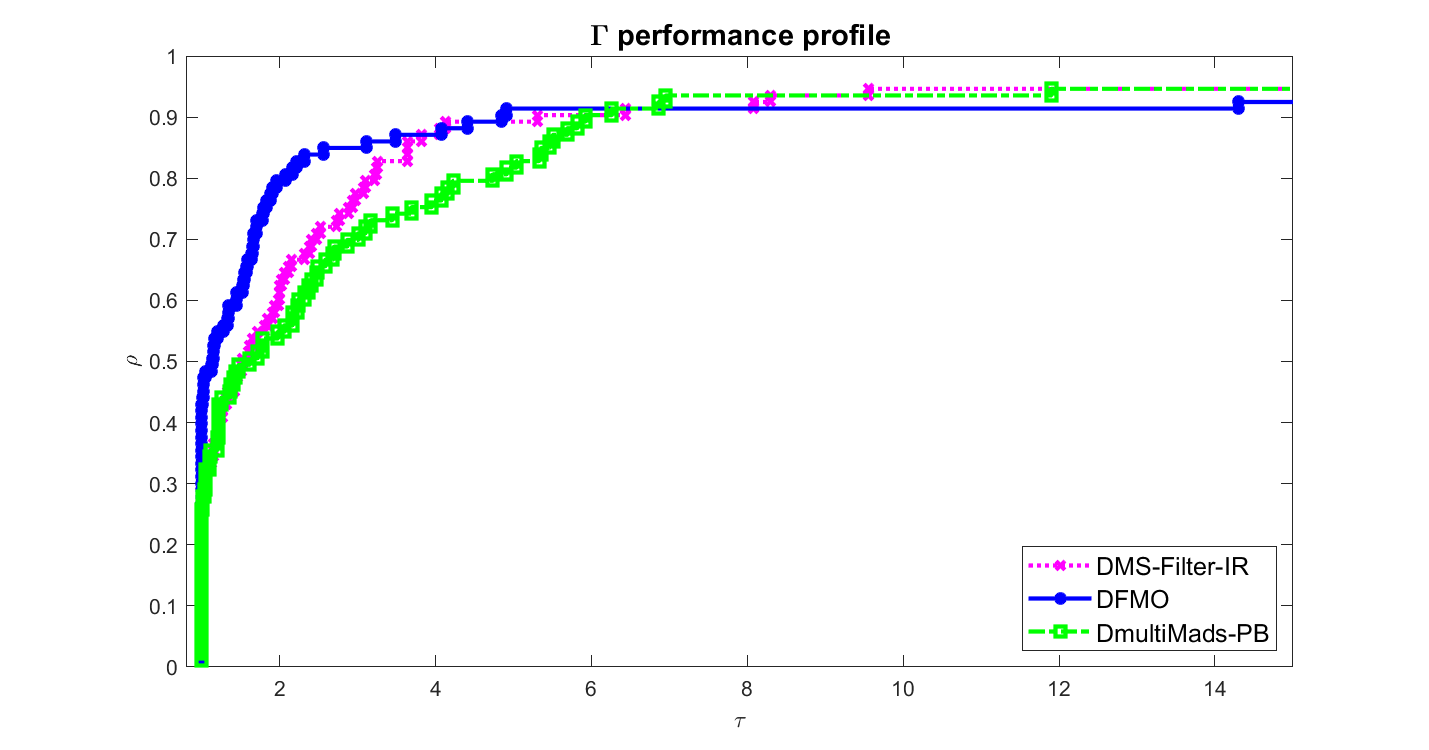 Γ performance profile
1
0.9
0.8
0.7
0.6
0.5
0.4
0.3
0.2
0.1
0
ρ
2 4 6 8 10 12 14
τ
DMS-Filter-IR
DFMO
DmultiMads-PB